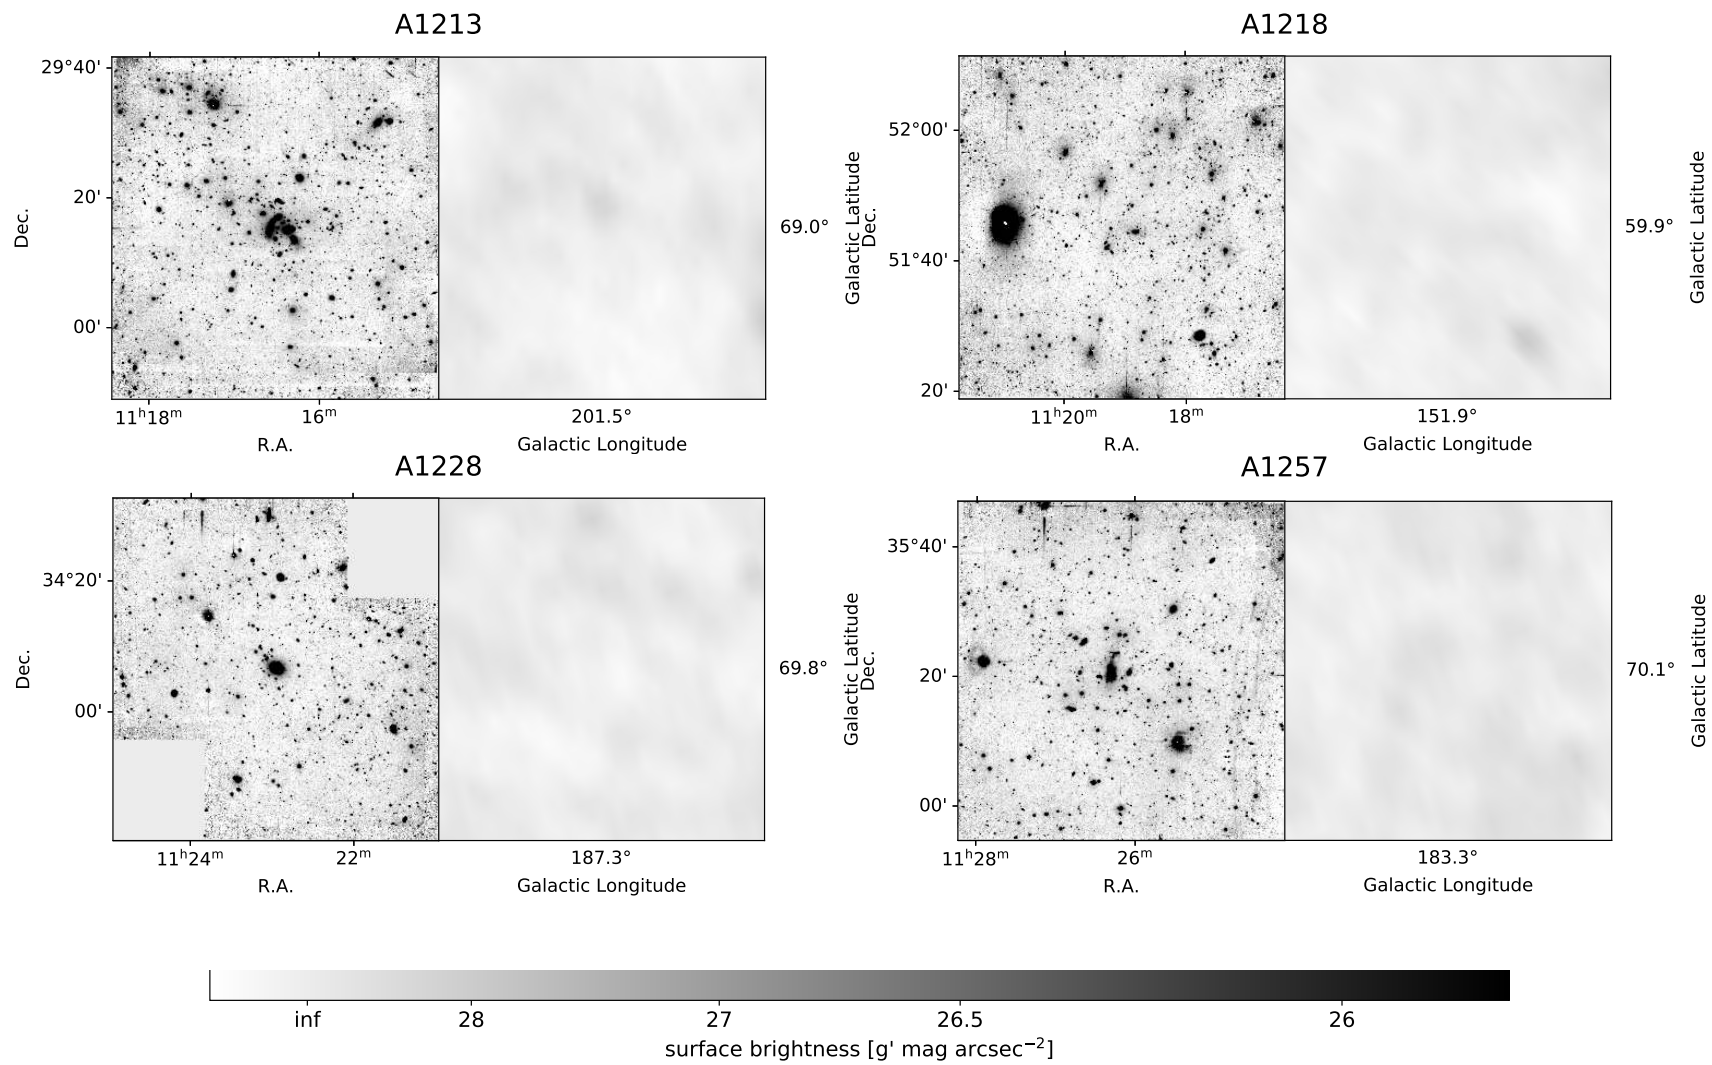 A1213
A1218
29°40'
20'
00'
Dec.
11ʰ18ᵐ
16ᵐ
R.A.
201.5°
Galactic Longitude
69.0°
Galactic Latitude
52°00'
51°40'
20'
Dec.
11ʰ20ᵐ
18ᵐ
R.A.
151.9°
Galactic Longitude
59.9°
Galactic Latitude
A1228
A1257
34°20'
00'
Dec.
11ʰ24ᵐ
22ᵐ
R.A.
187.3°
Galactic Longitude
69.8°
Galactic Latitude
35°40'
20'
00'
Dec.
11ʰ28ᵐ
26ᵐ
R.A.
183.3°
Galactic Longitude
70.1°
Galactic Latitude
inf 28 27 26.5 26
surface brightness [g' mag arcsec⁻²]